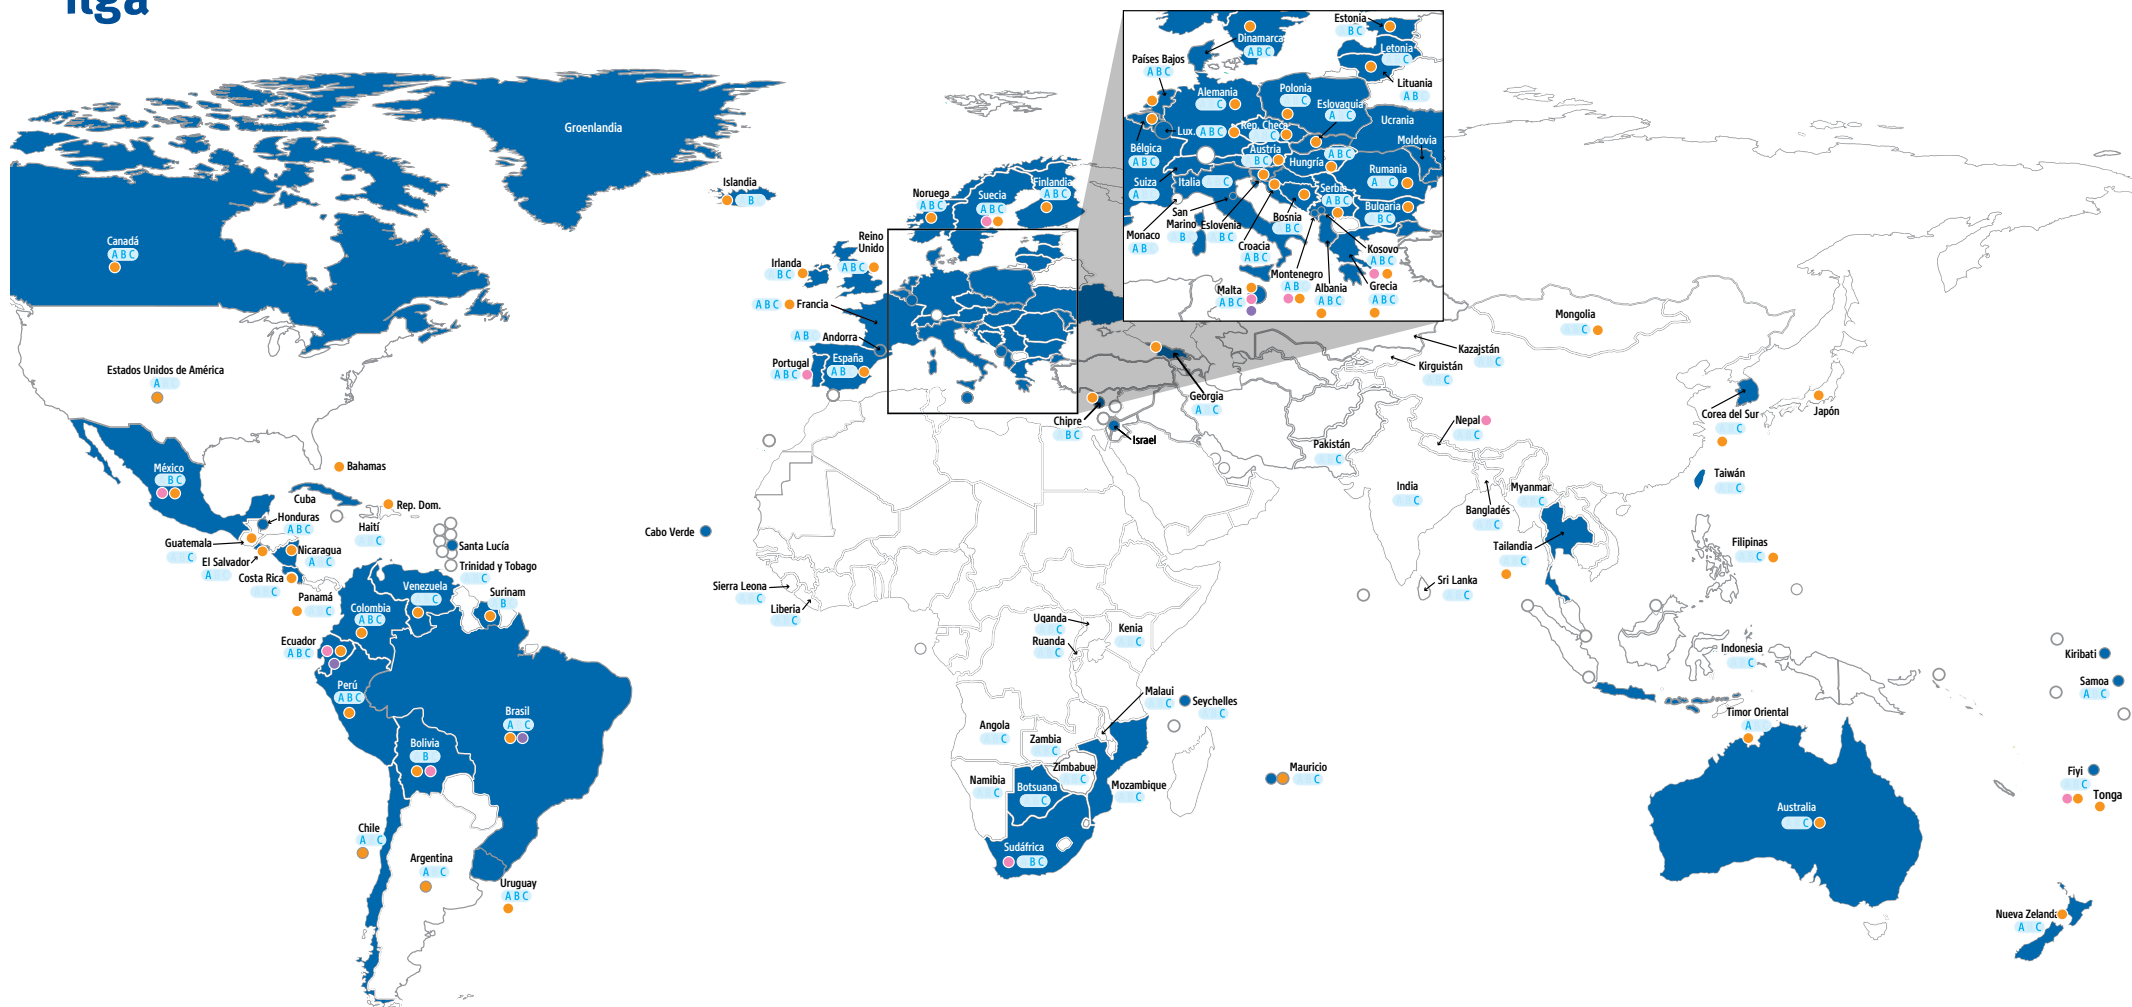 ilga
Groenlandia
Islandia
B
Canadá
A B C
Estados Unidos de América
A C
México
B C
Bahamas
Cuba
Rep. Dom.
Haití
C
Honduras
A B C
Guatemala
C
El Salvador
A
Nicaragua
A C
Costa Rica
C
Panamá
C
Santa Lucía
Trinidad y Tobago
C
Venezuela
C
Surinam
B
Colombia
A B C
Ecuador
A B C
Perú
A B C
Brasil
A C
Bolivia
B
Chile
A C
Argentina
A C
Uruguay
A B C
Noruega
A B C
Suecia
A B C
Finlandia
A B C
Reino
Unido
A B C
Irlanda
B C
A B C
Francia
A B
Andorra
Portugal
A B C
España
A B
Estonia
B C
Dinamarca
A B C
Letonia
C
Países Bajos
A B C
Lituania
A B
Alemania
C
Polonia
C
Eslovaquia
A C
Ucrania
Lux.
A B C
Rep. Checa
C
Moldovia
Bélgica
A B C
Austria
B C
Hungría
A B C
Rumania
A C
Suiza
A
Italia
C
Serbia
A B C
Bulgaria
B C
San
Marino
B
Eslovenia
B C
Bosnia
B C
Monaco
A B
Croacia
A B C
Kosovo
A B C
Montenegro
A B
Malta
A B C
Albania
A B C
Grecia
A B C
Chipre
B C
Israel
Georgia
A C
Kazajstán
C
Kirguistán
C
Mongolia
C
Pakistán
C
Nepal
C
India
C
Bangladés
C
Myanmar
C
Tailandia
C
Sri Lanka
C
Corea del Sur
C
Japón
Taiwán
C
Filipinas
C
Indonesia
C
Timor Oriental
A
Cabo Verde
Sierra Leona
C
Liberia
C
Uganda
C
Ruanda
C
Kenia
C
Malaui
C
Seychelles
C
Angola
C
Zambia
C
Zimbabue
C
Namibia
C
Botsuana
C
Mozambique
C
Mauricio
C
Sudáfrica
B C
Australia
C
Kiribati
Samoa
A C
Fiyi
C
Tonga
Nueva Zelanda
A C